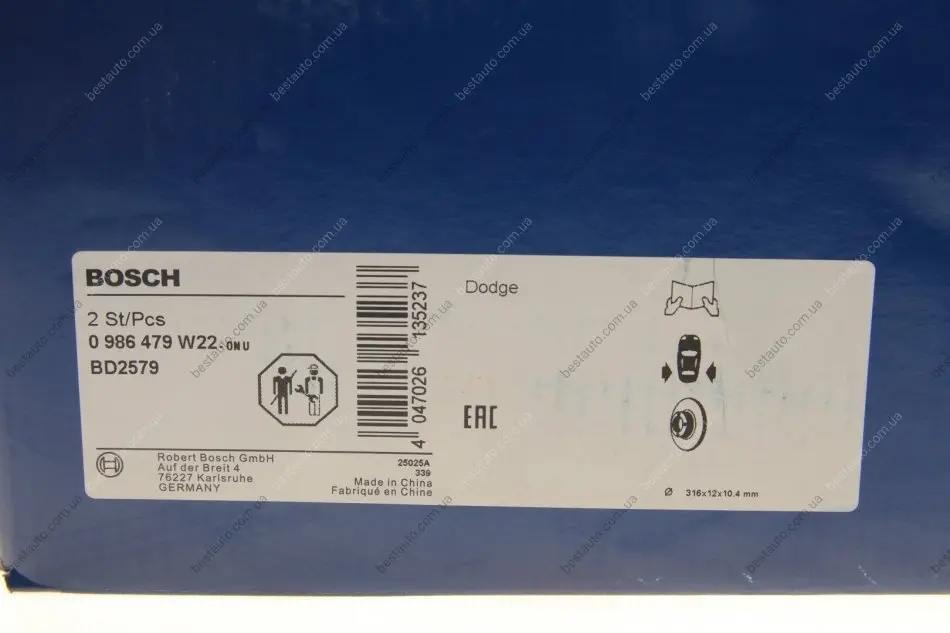 BOSCH
2 St/Pcs
0 986 479 W22-0NU
BD2579
4 047026 135237
Dodge
EAC
Robert Bosch GmbH
Auf der Breit 4
76227 Karlsruhe
GERMANY
25025A
339
Made in China
Fabriqué en Chine
Ø 316x12x10.4 mm
bestauto.com.ua